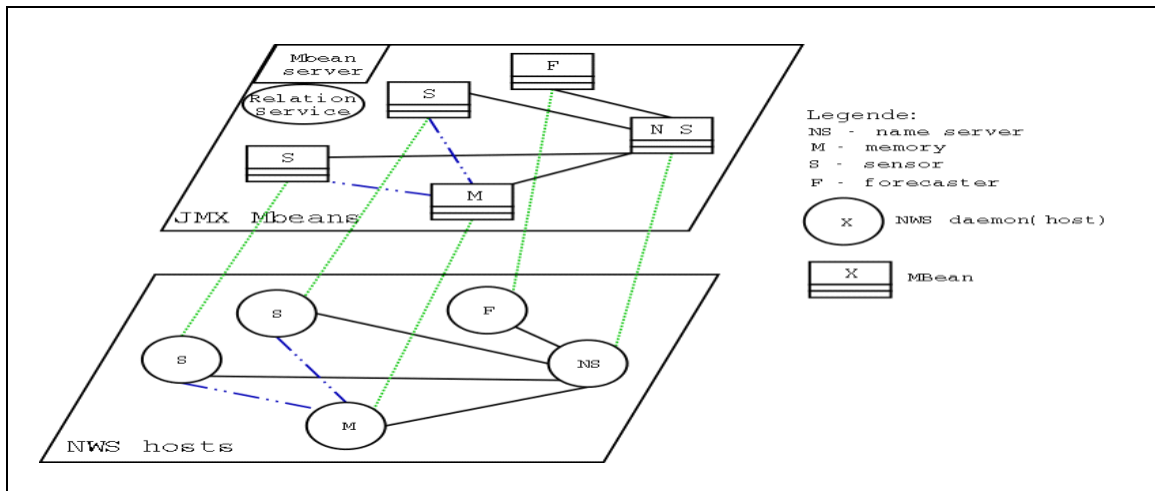 Mbean
server
Relation
Service
S
F
N S
S
M
JMX Mbeans
Legende:
NS - name server
M - memory
S - sensor
F - forecaster
X NWS daemon(host)
X MBean
S
F
S
NS
M
NWS hosts